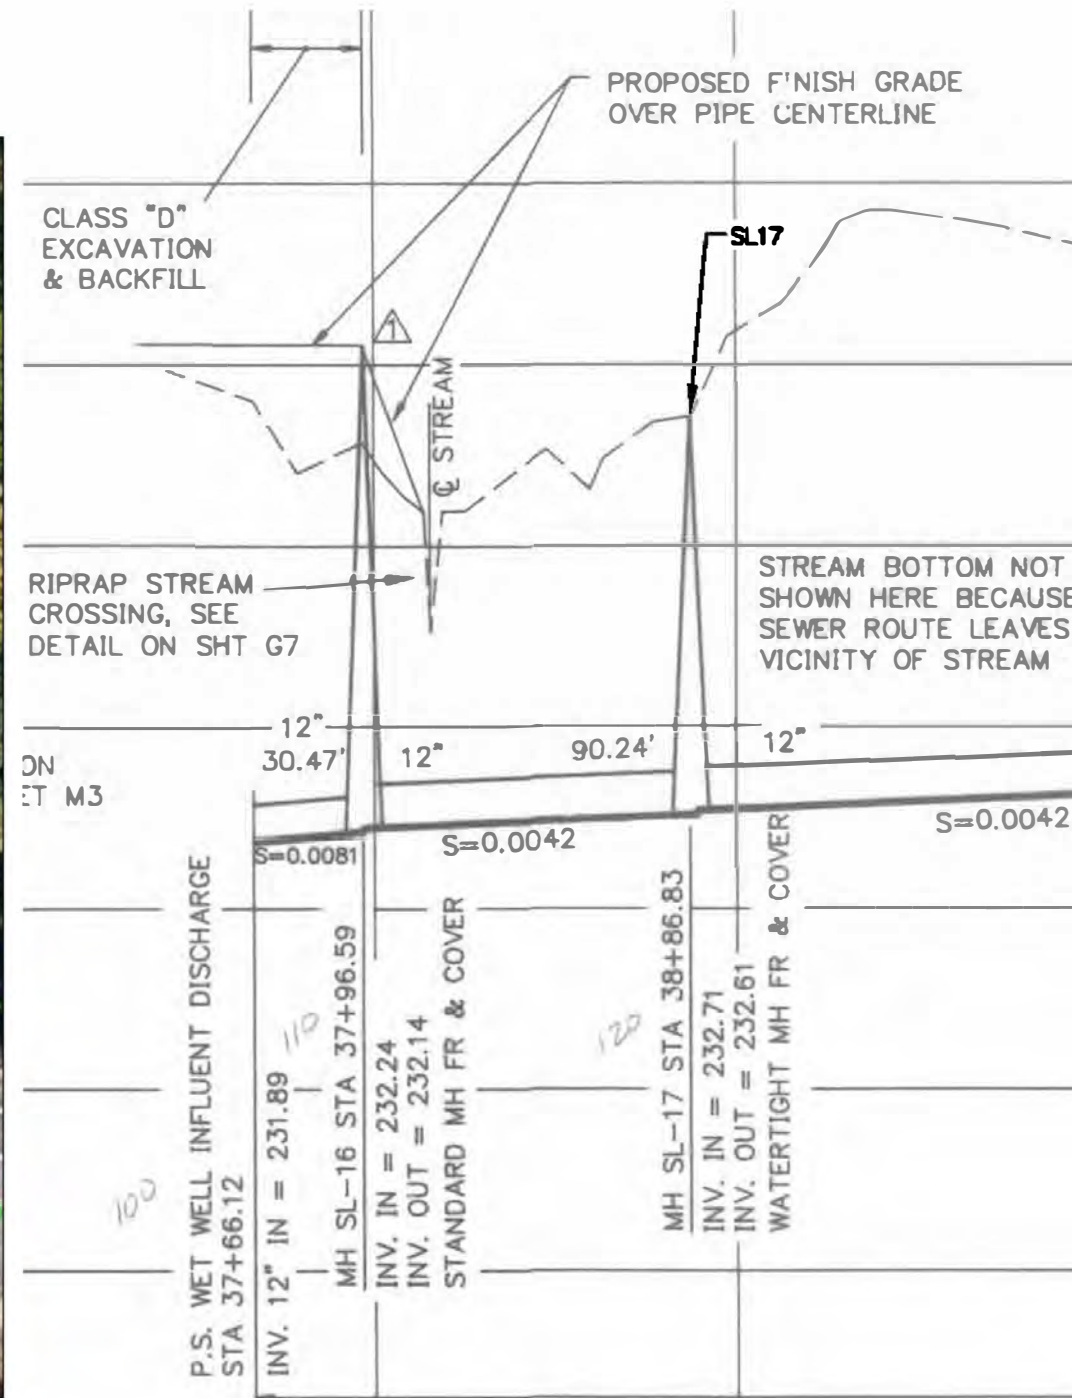 PROPOSED F'NISH GRADE
OVER PIPE CENTERLINE
CLASS "D"
EXCAVATION
& BACKFILL
SL17
1
℄ STREAM
RIPRAP STREAM
CROSSING, SEE
DETAIL ON SHT G7
STREAM BOTTOM NOT
SHOWN HERE BECAUSE
SEWER ROUTE LEAVES
VICINITY OF STREAM
12"
30.47'
12"
90.24'
12"
ON
ET M3
S=0.0081
S=0.0042
S=0.0042
P.S. WET WELL INFLUENT DISCHARGE
STA 37+66.12
INV. 12" IN = 231.89
MH SL-16 STA 37+96.59
INV. IN = 232.24
INV. OUT = 232.14
STANDARD MH FR & COVER
MH SL-17 STA 38+86.83
INV. IN = 232.71
INV. OUT = 232.61
WATERTIGHT MH FR & COVER
100
110
120